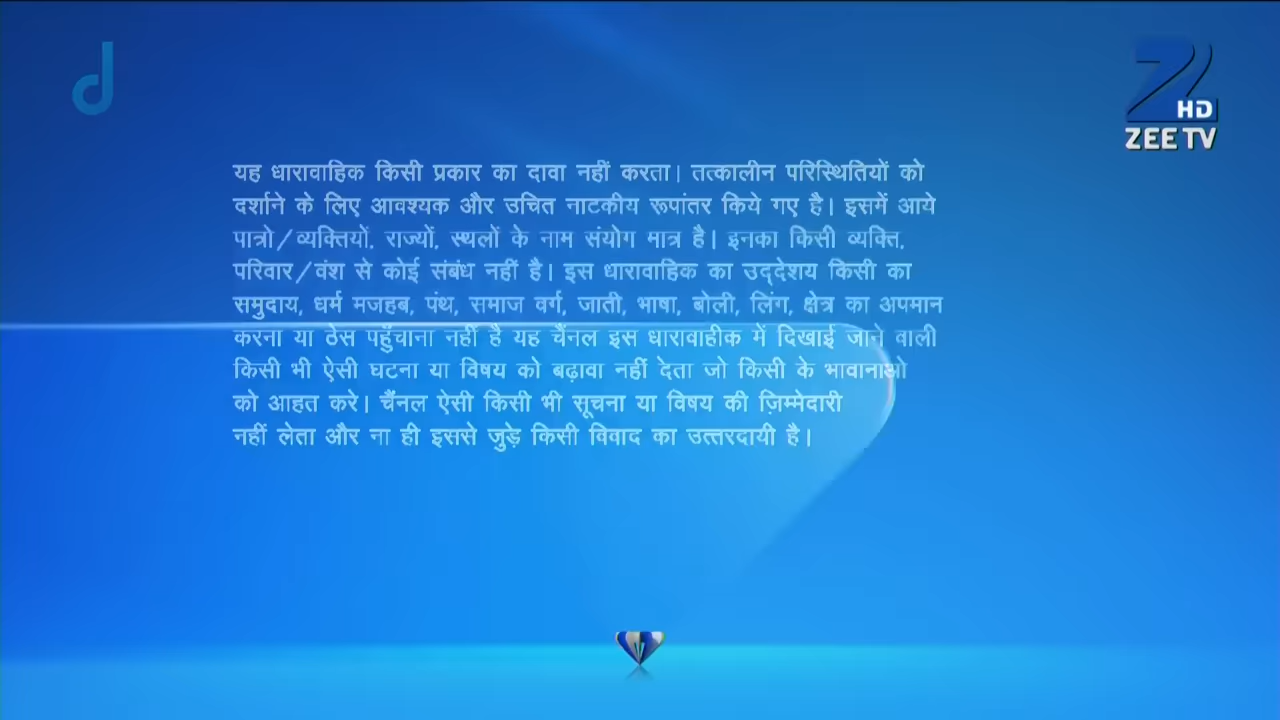 HD
ZEE TV
यह धारावाहिक किसी प्रकार का दावा नहीं करता। तत्कालीन परिस्थितियों को
दर्शाने के लिए आवश्यक और उचित नाटकीय रूपांतर किये गए है। इसमें आये
पात्रो/व्यक्तियों, राज्यों, स्थलों के नाम संयोग मात्र है। इनका किसी व्यक्ति,
परिवार/वंश से कोई संबंध नहीं है। इस धारावाहिक का उद्देशय किसी का
समुदाय, धर्म मजहब, पंथ, समाज वर्ग, जाती, भाषा, बोली, लिंग, क्षेत्र का अपमान
करना या ठेस पहुँचाना नहीं है यह चैंनल इस धारावाहीक में दिखाई जाने वाली
किसी भी ऐसी घटना या विषय को बढ़ावा नहीं देता जो किसी के भावानाओ
को आहत करे। चैंनल ऐसी किसी भी सूचना या विषय की ज़िम्मेदारी
नहीं लेता और ना ही इससे जुड़े किसी विवाद का उत्तरदायी है।